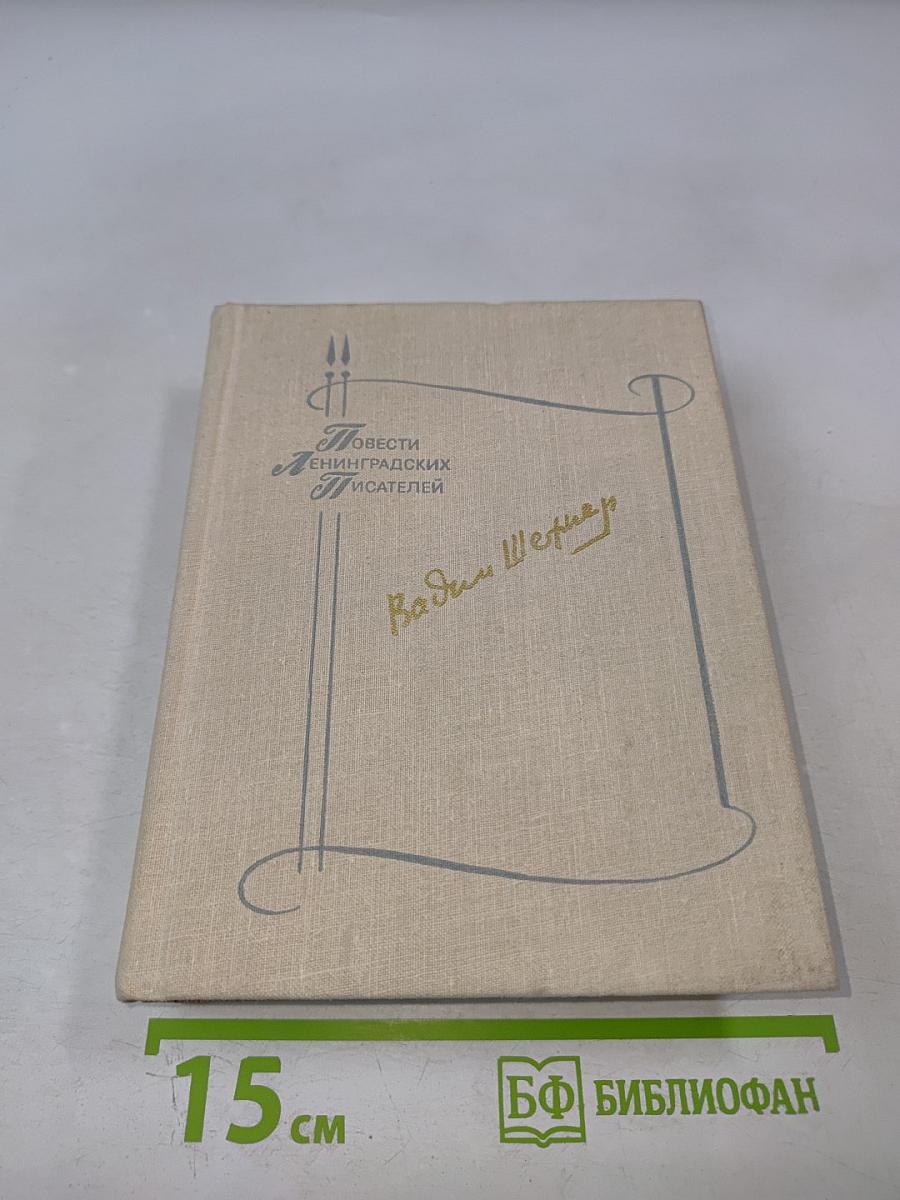 Повести
Ленинградских
Писателей
Вадим Шефнер
15 см
БФ БИБЛИОФАН